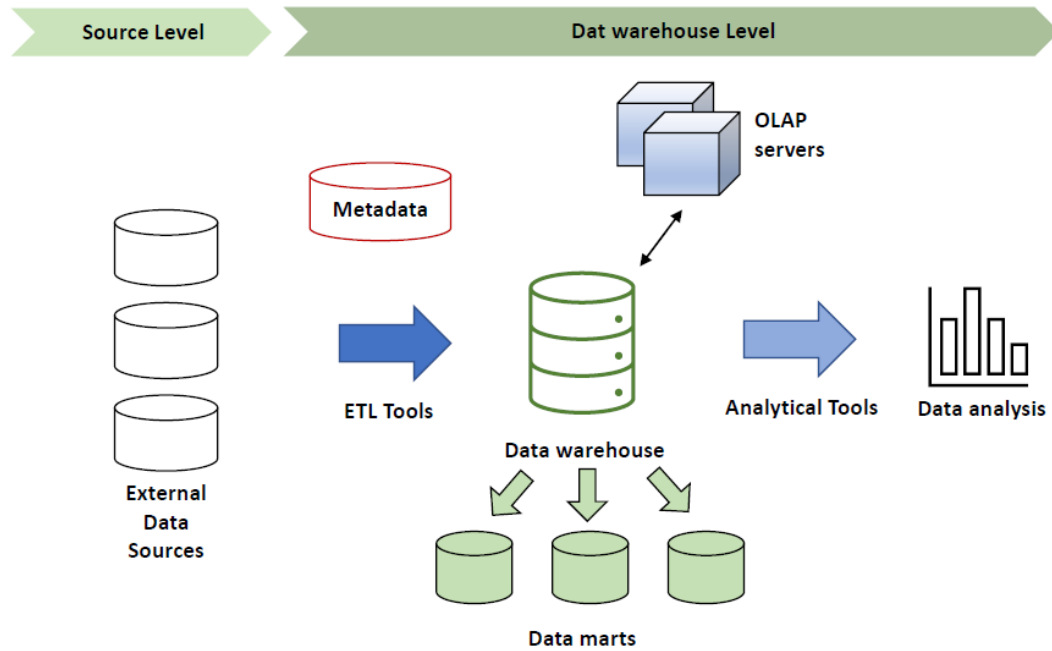 Source Level
Dat warehouse Level
OLAP
servers
Metadata
ETL Tools
Analytical Tools
Data analysis
Data warehouse
External
Data
Sources
Data marts